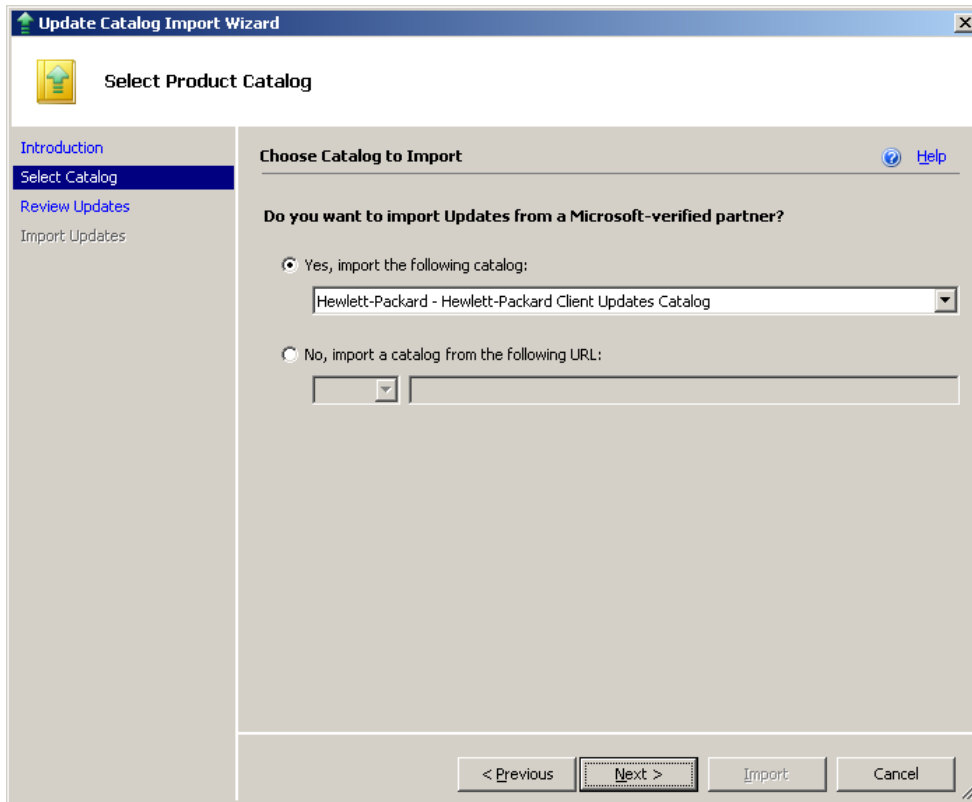 Update Catalog Import Wizard
Select Product Catalog
Introduction
Select Catalog
Review Updates
Import Updates
Choose Catalog to Import
Help
Do you want to import Updates from a Microsoft-verified partner?
Yes, import the following catalog:
Hewlett-Packard - Hewlett-Packard Client Updates Catalog
No, import a catalog from the following URL:
< Previous
Next >
Import
Cancel